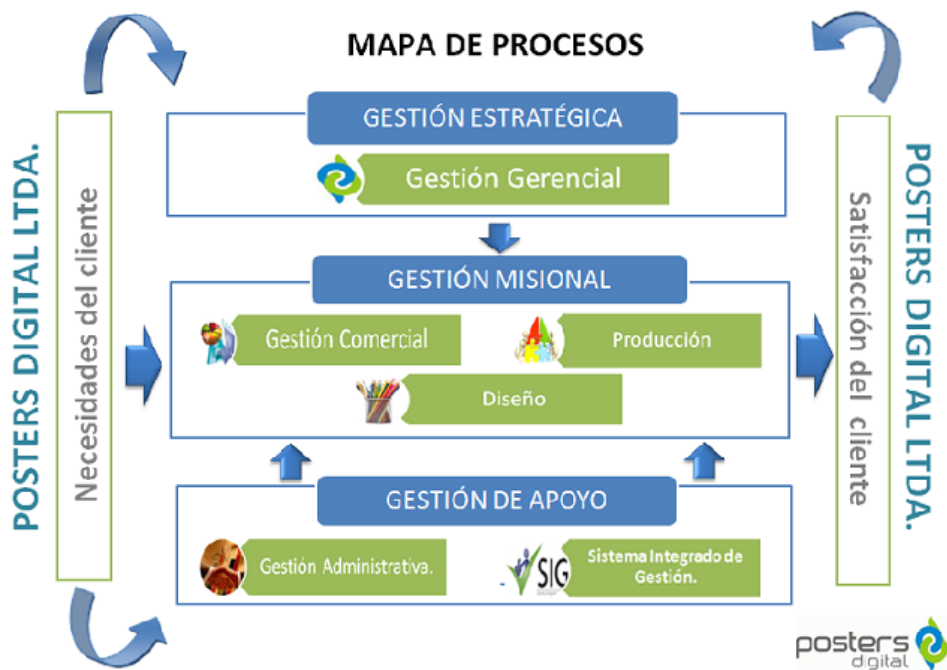 MAPA DE PROCESOS
POSTERS DIGITAL LTDA.
Necesidades del cliente
GESTIÓN ESTRATÉGICA
Gestión Gerencial
GESTIÓN MISIONAL
Gestión Comercial
Producción
Diseño
GESTIÓN DE APOYO
Gestión Administrativa.
SIG
Sistema Integrado de
Gestión.
Satisfacción del cliente
POSTERS DIGITAL LTDA.
posters
digital